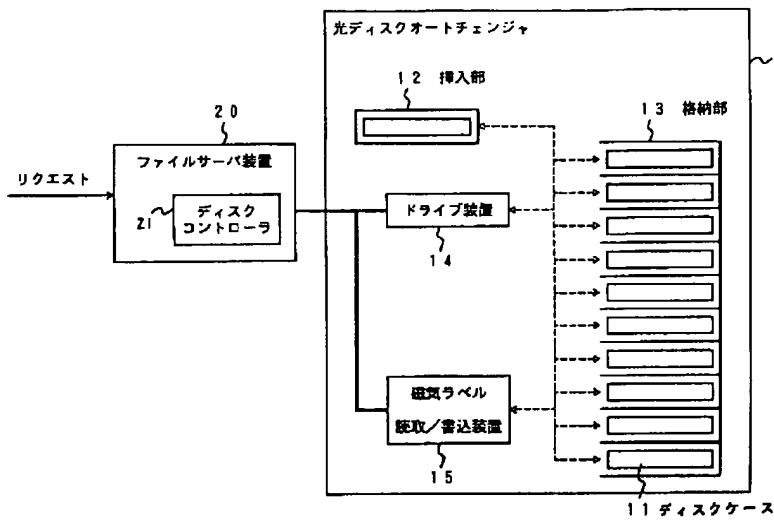 光ディスクオートチェンジャ
12 挿入部
13 格納部
20
ファイルサーバ装置
リクエスト
21
ディスク
コントローラ
ドライブ装置
14
磁気ラベル
読取/書込装置
15
11 ディスクケース